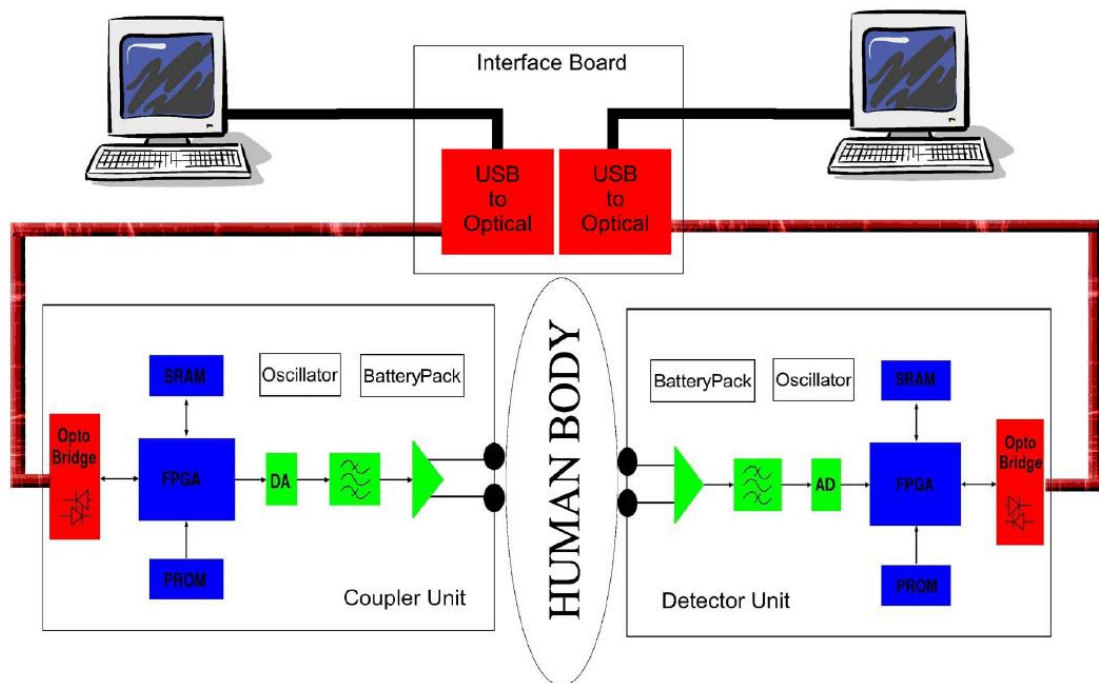 Interface Board
USB
to
Optical
USB
to
Optical
SRAM
Oscillator
BatteryPack
Opto
Bridge
FPGA
DA
PROM
Coupler Unit
HUMAN BODY
BatteryPack
Oscillator
SRAM
AD
FPGA
Opto
Bridge
PROM
Detector Unit